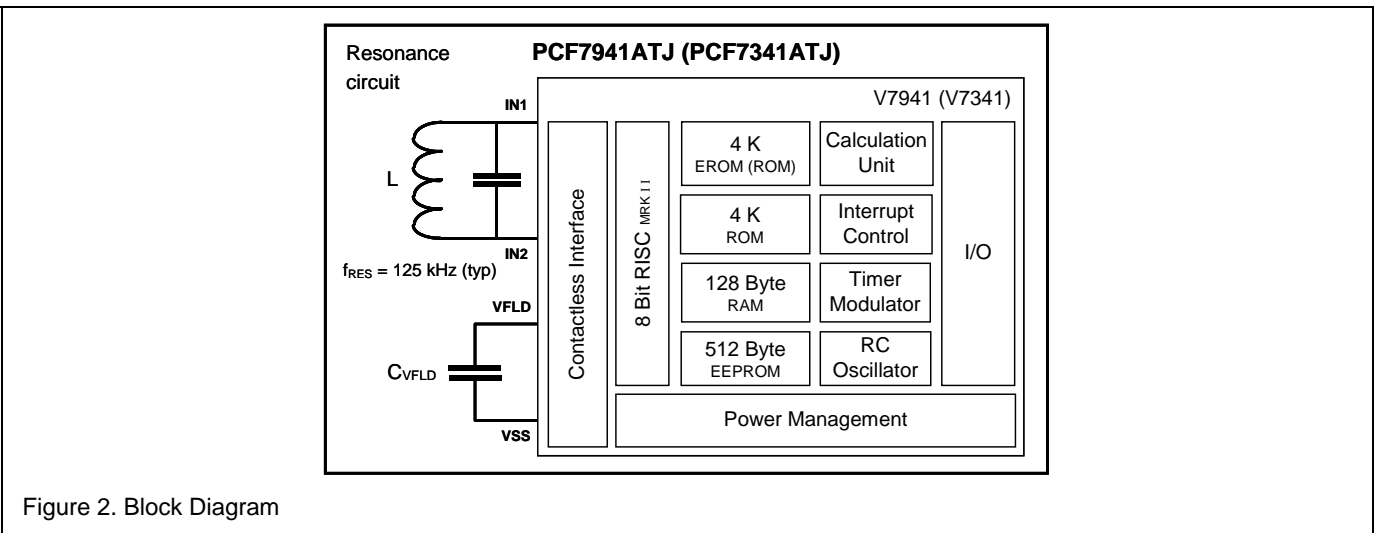 Resonance
circuit
PCF7941ATJ (PCF7341ATJ)
V7941 (V7341)
IN1
L
IN2
fRES = 125 kHz (typ)
VFLD
CVFLD
VSS
Contactless Interface
8 Bit RISC MRK II
4 K
EROM (ROM)
4 K
ROM
128 Byte
RAM
512 Byte
EEPROM
Calculation
Unit
Interrupt
Control
Timer
Modulator
RC
Oscillator
I/O
Power Management
Figure 2. Block Diagram